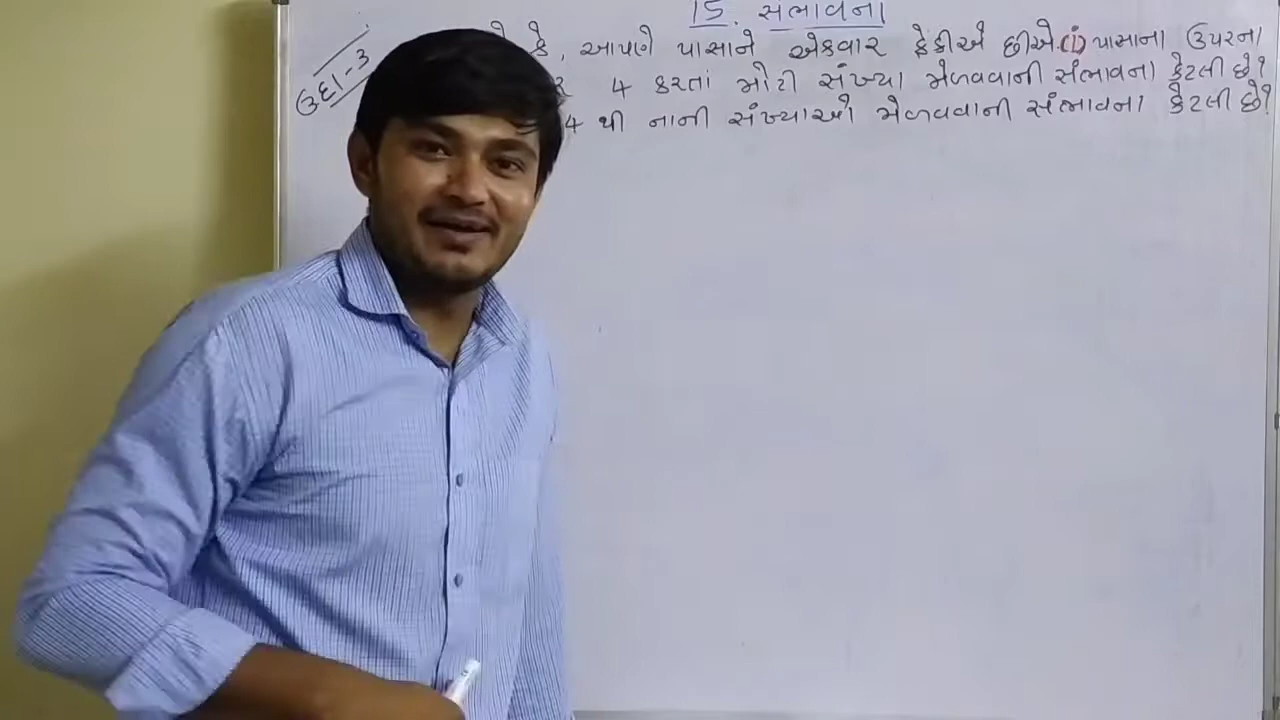 15. સંભાવના
ઉદા-3 કે, આપણે પાસાને એકવાર ફેંકીએ છીએ (i) પાસાના ઉપરના
4 કરતાં મોટી સંખ્યા મેળવવાની સંભાવના કેટલી છે?
4 થી નાની સંખ્યાઓ મેળવવાની સંભાવના કેટલી છે?